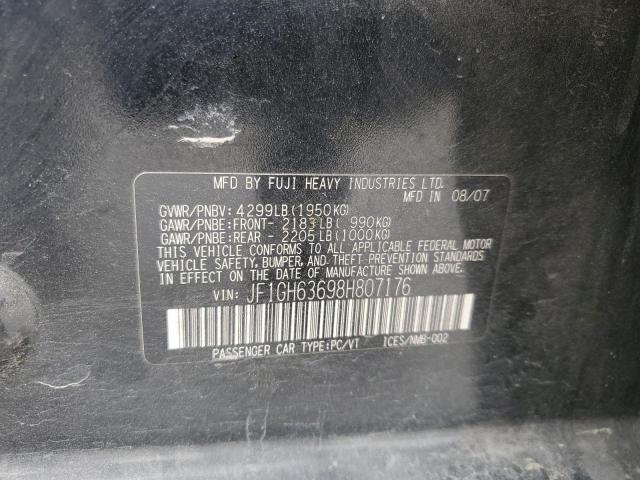 MFD BY FUJI HEAVY INDUSTRIES LTD.
MFD IN 08/07
GVWR/PNBV: 4299LB(1950KG)
GAWR/PNBE:FRONT- 2183LB( 990KG)
GAWR/PNBE:REAR - 2205LB(1000KG)
THIS VEHICLE CONFORMS TO ALL APPLICABLE FEDERAL MOTOR
VEHICLE SAFETY, BUMPER, AND THEFT PREVENTION STANDARDS
IN EFFECT ON THE DATE OF MANUFACTURE SHOWN ABOVE.
VIN: JF1GH63698H807176
PASSENGER CAR TYPE:PC/VT ICES/NMB-002